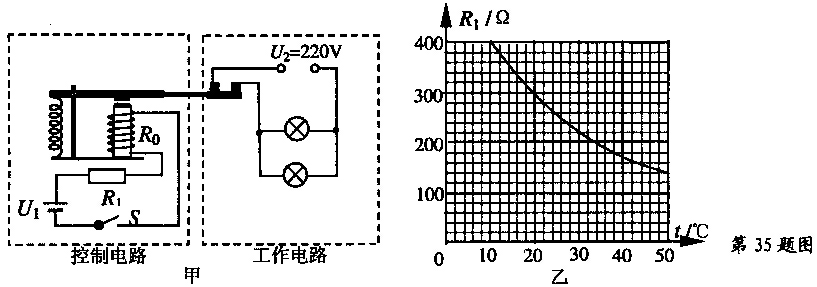 U₂=220V
R₀
R₁
U₁
S
控制电路
工作电路
甲
R₁ / Ω
400
300
200
100
0
10
20
30
40
50
t /℃
乙
第 35 题图